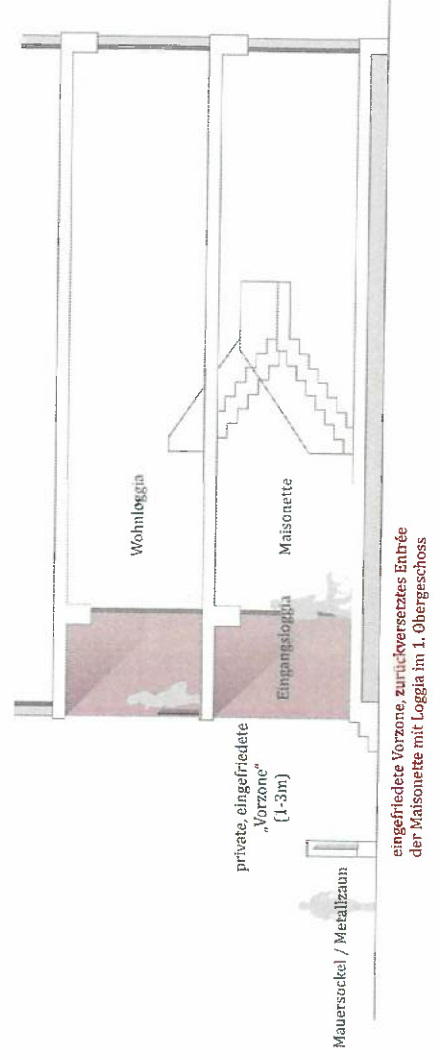 Wohnloggia
private, eingefriedete
„Vorzone“
(1-3m)
Eingangsloggia
Maisonette
Mauersockel / Metallzaun
eingefriedete Vorzone, zurückversetztes Entrée
der Maisonette mit Loggia im 1. Obergeschoss